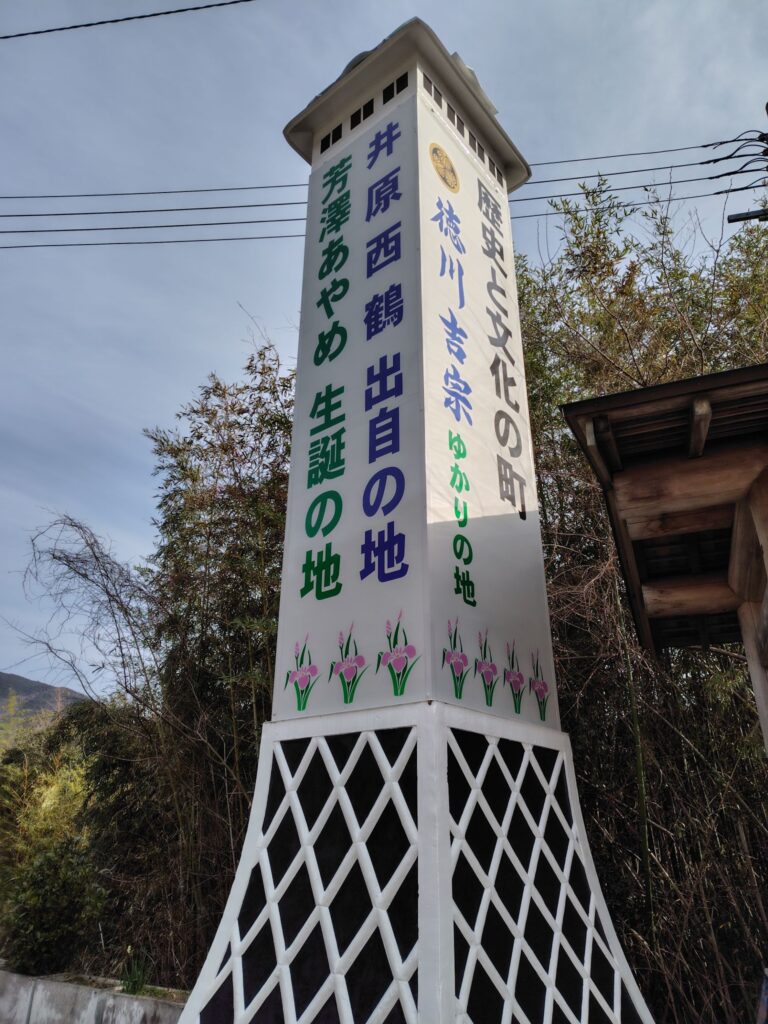 歴史と文化の町
徳川吉宗 ゆかりの地
井原西鶴 出自の地
芳澤あやめ 生誕の地